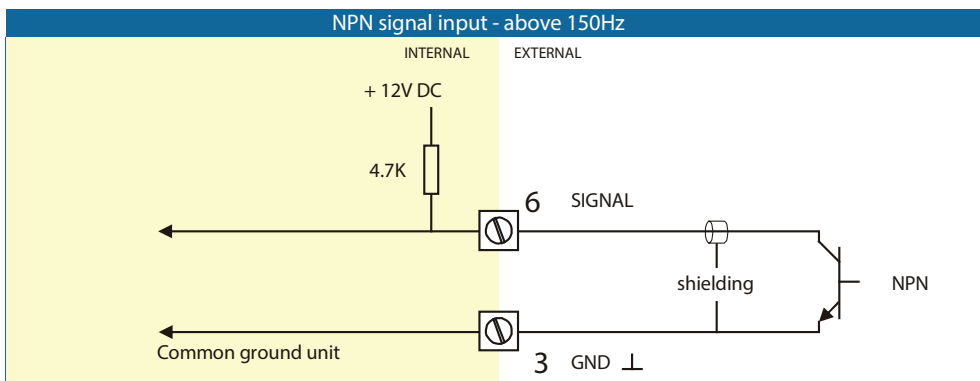 NPN signal input - above 150Hz
INTERNAL
EXTERNAL
+ 12V DC
4.7K
6 SIGNAL
shielding
NPN
Common ground unit
3 GND